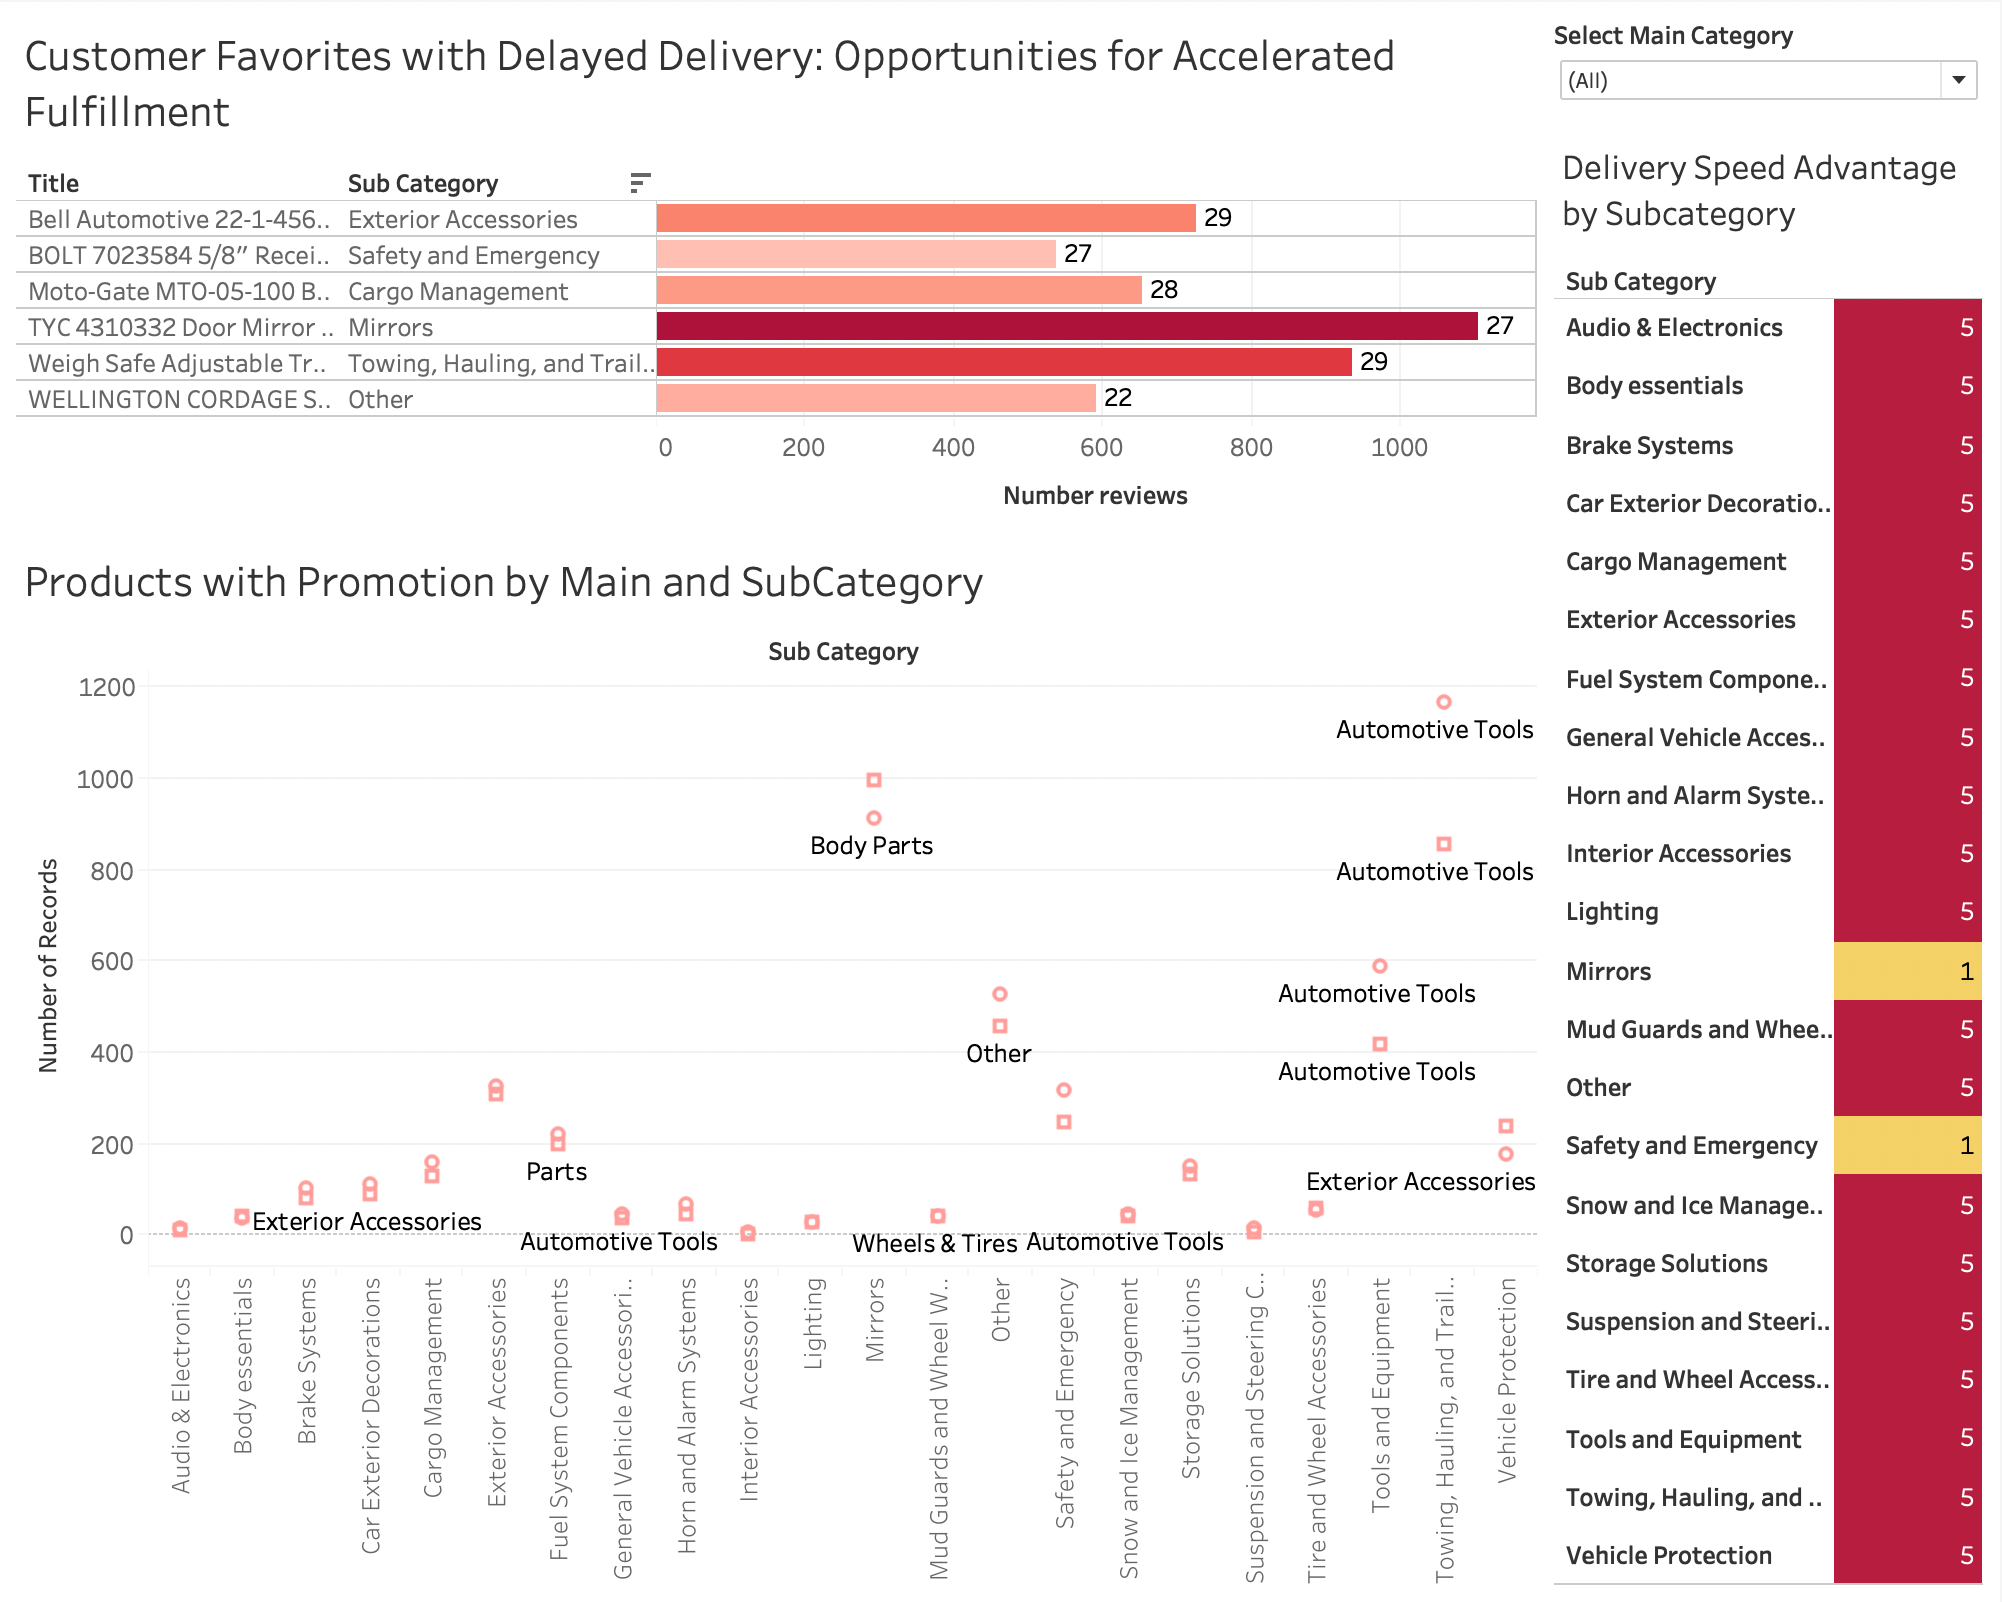 Customer Favorites with Delayed Delivery: Opportunities for Accelerated
Fulfillment
Title Sub Category
Bell Automotive 22-1-456.. Exterior Accessories 29
BOLT 7023584 5/8” Recei.. Safety and Emergency 27
Moto-Gate MTO-05-100 B.. Cargo Management 28
TYC 4310332 Door Mirror .. Mirrors 27
Weigh Safe Adjustable Tr.. Towing, Hauling, and Trail.. 29
WELLINGTON CORDAGE S.. Other 22
0 200 400 600 800 1000
Number reviews
Products with Promotion by Main and SubCategory
Sub Category
Number of Records
1200
1000
800
600
400
200
0
Automotive Tools
Body Parts
Automotive Tools
Automotive Tools
Other
Automotive Tools
Parts
Exterior Accessories
Exterior Accessories
Automotive Tools
Wheels & Tires
Automotive Tools
Audio & Electronics
Body essentials
Brake Systems
Car Exterior Decorations
Cargo Management
Exterior Accessories
Fuel System Components
General Vehicle Accessori..
Horn and Alarm Systems
Interior Accessories
Lighting
Mirrors
Mud Guards and Wheel W..
Other
Safety and Emergency
Snow and Ice Management
Storage Solutions
Suspension and Steering C..
Tire and Wheel Accessories
Tools and Equipment
Towing, Hauling, and Trail..
Vehicle Protection
Select Main Category
(All)
Delivery Speed Advantage
by Subcategory
Sub Category
Audio & Electronics 5
Body essentials 5
Brake Systems 5
Car Exterior Decoratio.. 5
Cargo Management 5
Exterior Accessories 5
Fuel System Compone.. 5
General Vehicle Acces.. 5
Horn and Alarm Syste.. 5
Interior Accessories 5
Lighting 5
Mirrors 1
Mud Guards and Whee.. 5
Other 5
Safety and Emergency 1
Snow and Ice Manage.. 5
Storage Solutions 5
Suspension and Steeri.. 5
Tire and Wheel Access.. 5
Tools and Equipment 5
Towing, Hauling, and .. 5
Vehicle Protection 5